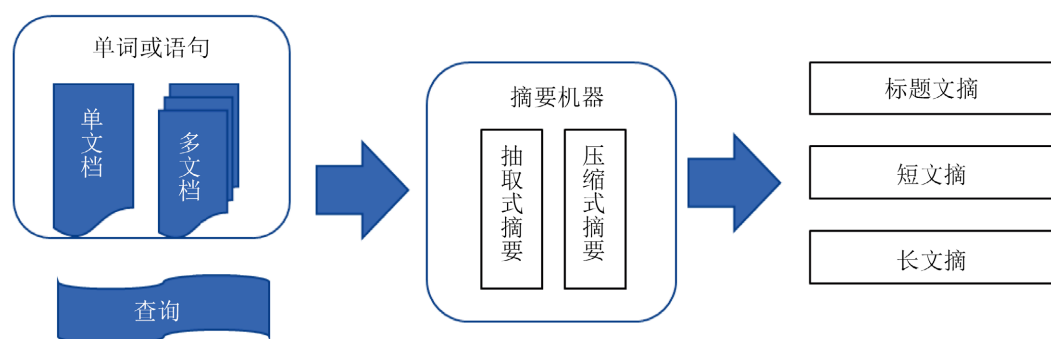 单词或语句
单文档
多文档
查询
摘要机器
抽取式摘要
压缩式摘要
标题文摘
短文摘
长文摘